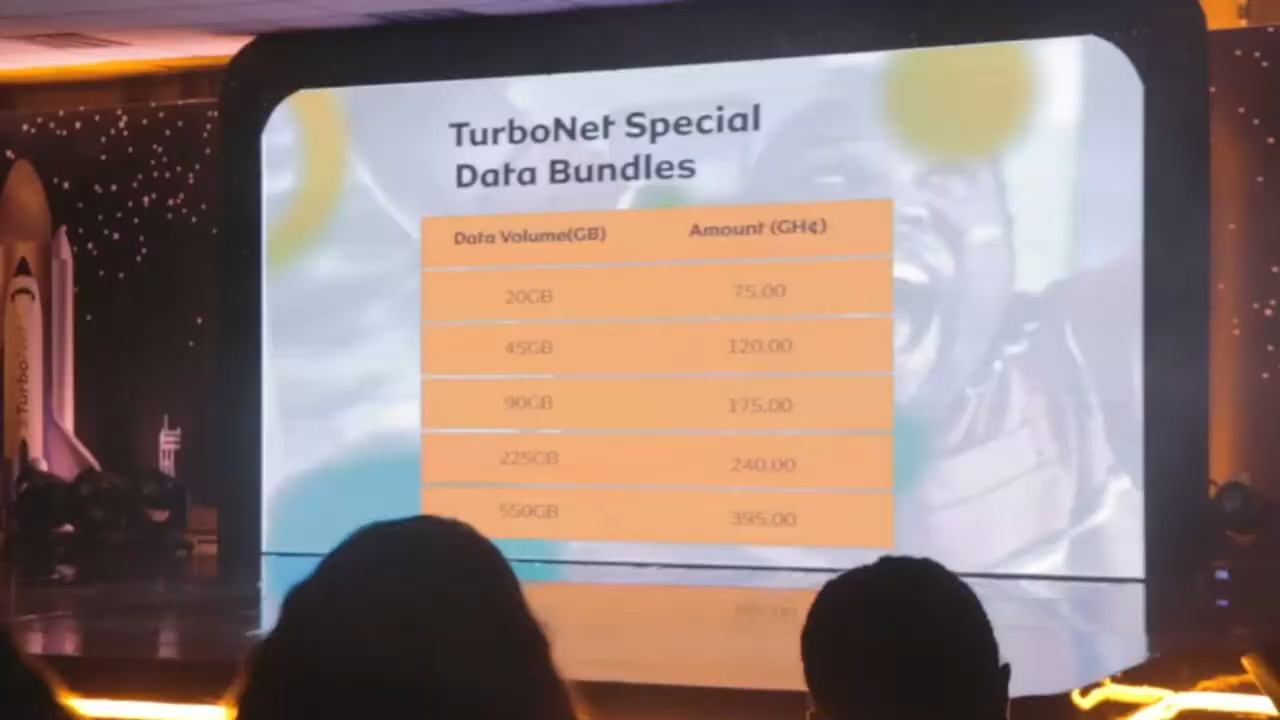 TurboNet Special
Data Bundles
Data Volume(GB) Amount (GH¢)
20GB 75.00
45GB 120.00
90GB 175.00
225GB 240.00
550GB 395.00
Turbo